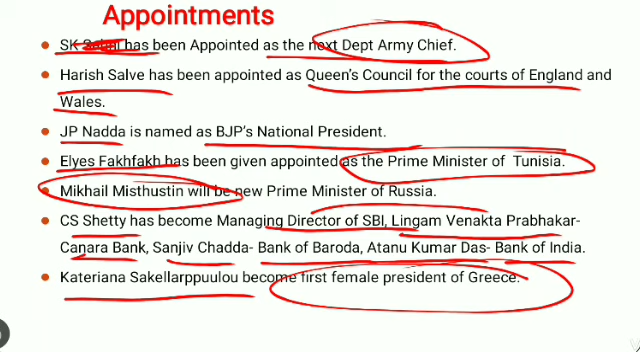 Appointments
SK has been Appointed as the next Dept Army Chief.
Harish Salve has been appointed as Queen's Council for the courts of England and
Wales.
JP Nadda is named as BJP's National President.
Elyes Fakhfakh has been given appointed as the Prime Minister of Tunisia.
Mikhail Misthustin will be new Prime Minister of Russia.
CS Shetty has become Managing Director of SBI, Lingam Venakta Prabhakar-
Canara Bank, Sanjiv Chadda- Bank of Baroda, Atanu Kumar Das- Bank of India.
Kateriana Sakellarppuulou become first female president of Greece.